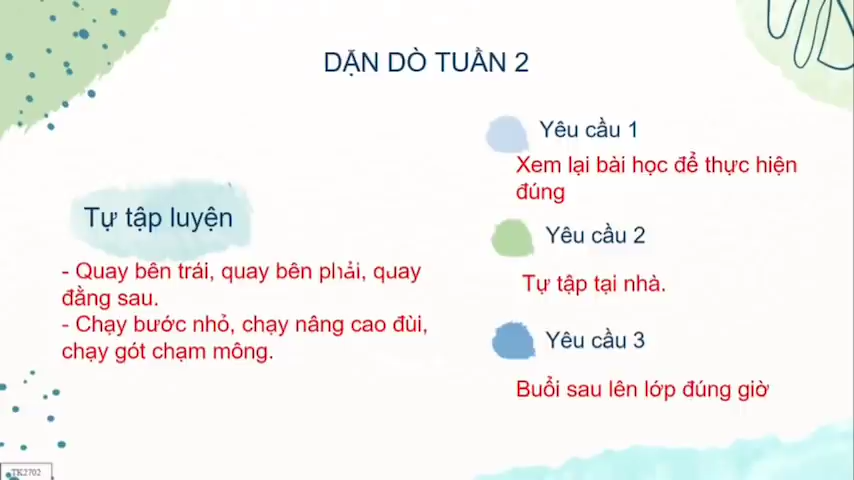 DẶN DÒ TUẦN 2
Tự tập luyện
- Quay bên trái, quay bên phải, quay
đằng sau.
- Chạy bước nhỏ, chạy nâng cao đùi,
chạy gót chạm mông.
Yêu cầu 1
Xem lại bài học để thực hiện
đúng
Yêu cầu 2
Tự tập tại nhà.
Yêu cầu 3
Buổi sau lên lớp đúng giờ
TK2702